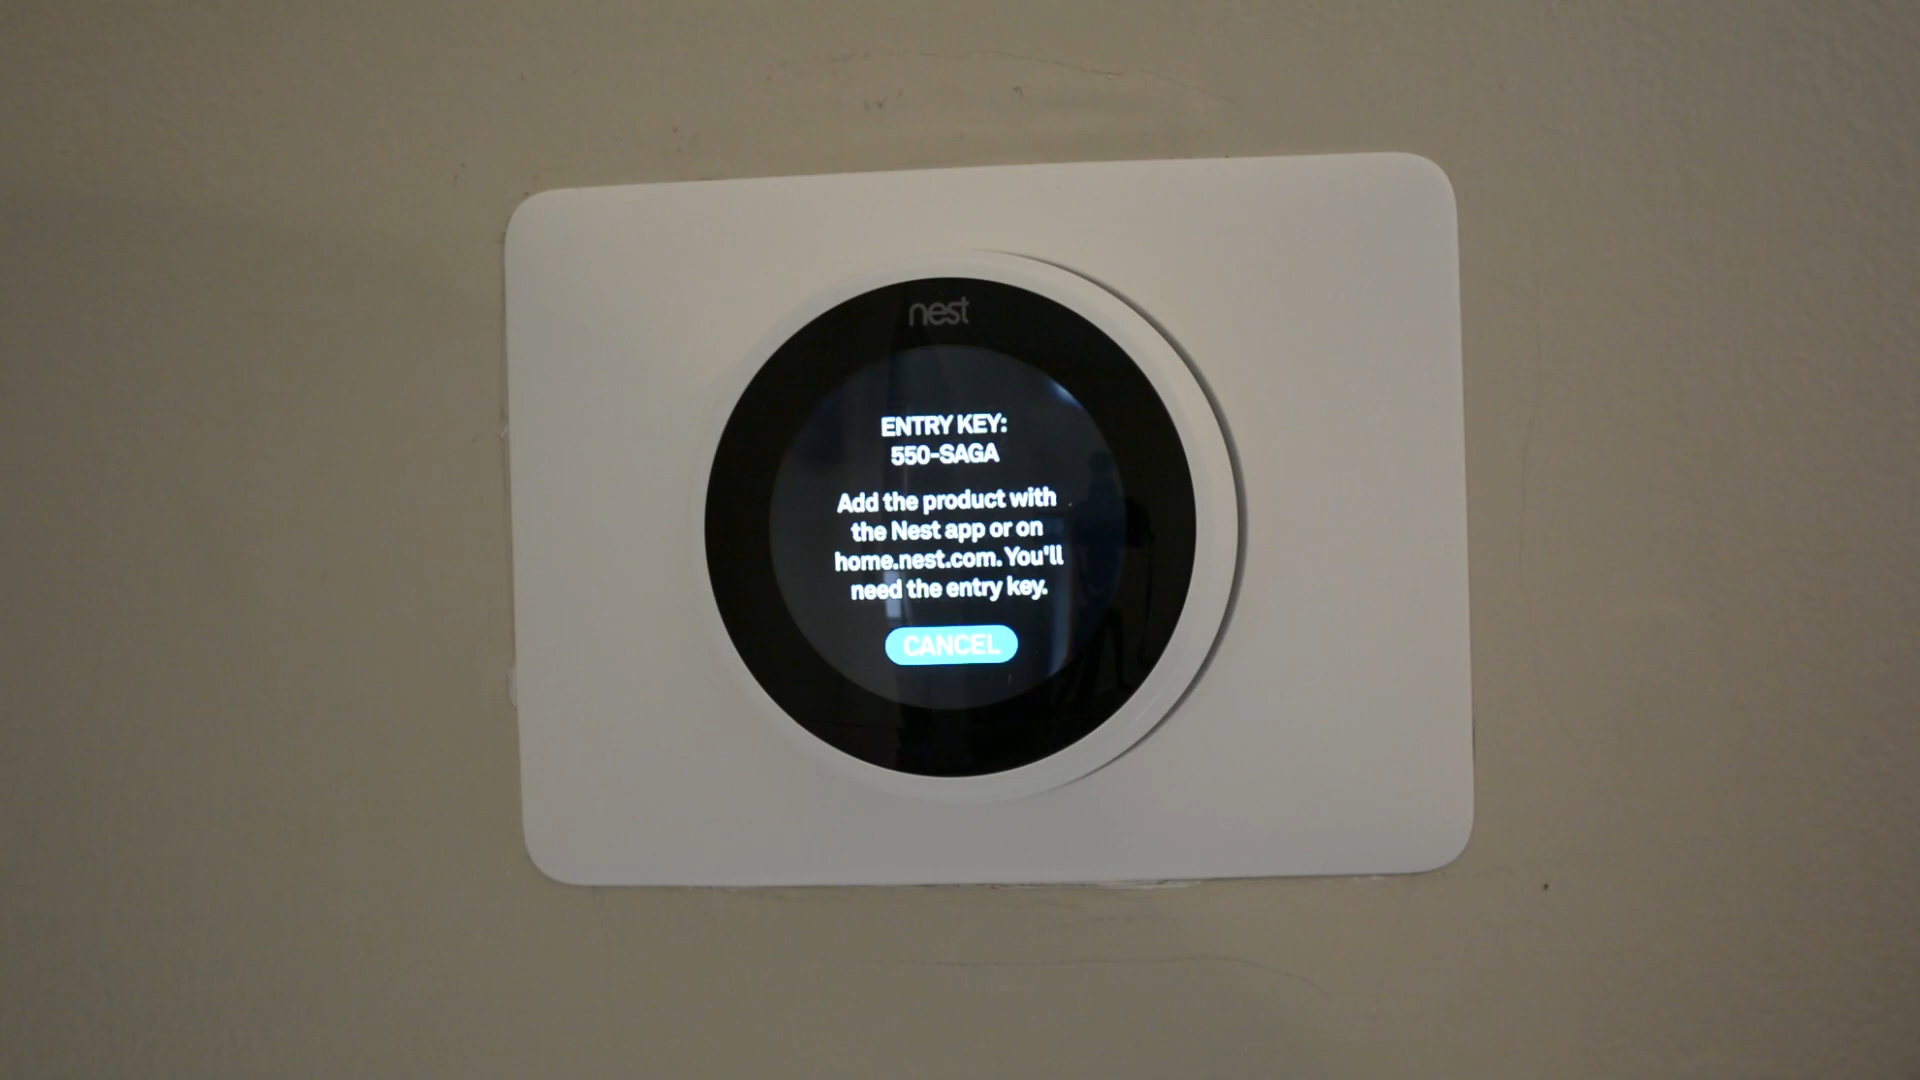 nest
ENTRY KEY:
550-SAGA
Add the product with
the Nest app or on
home.nest.com. You'll
need the entry key.
CANCEL